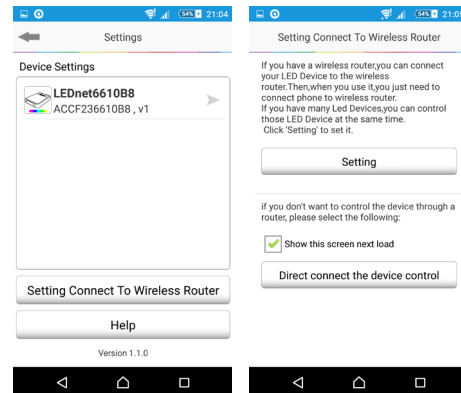 54% 21:04
Settings
Device Settings
LEDnet6610B8
ACCF236610B8 , v1
Setting Connect To Wireless Router
Help
Version 1.1.0
54% 21:05
Setting Connect To Wireless Router
If you have a wireless router,you can connect
your LED Device to the wireless
router.Then,when you use it,you just need to
connect phone to wireless router.
If you have many Led Devices,you can control
those LED Device at the same time.
Click 'Setting' to set it.
Setting
if you don't want to control the device through a
router, please select the following:
Show this screen next load
Direct connect the device control